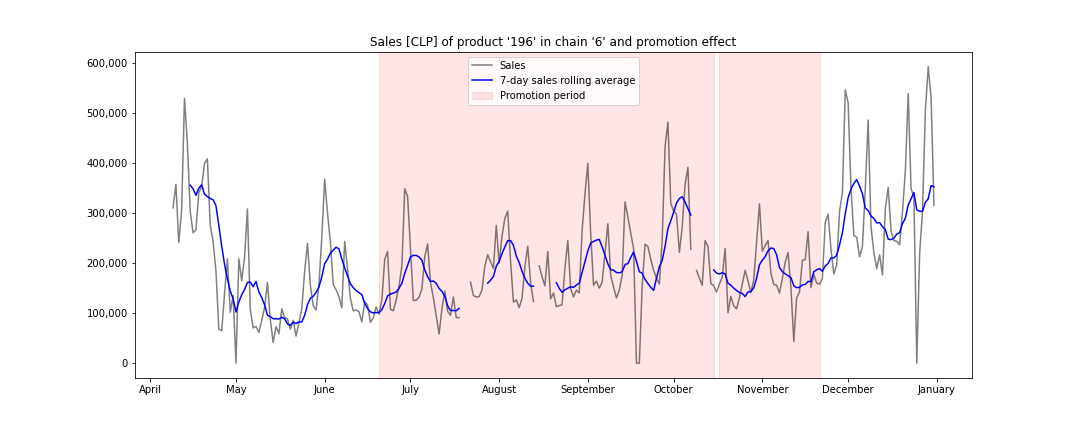 Sales [CLP] of product '196' in chain '6' and promotion effect
Sales
7-day sales rolling average
Promotion period
600,000
500,000
400,000
300,000
200,000
100,000
0
April May June July August September October November December January